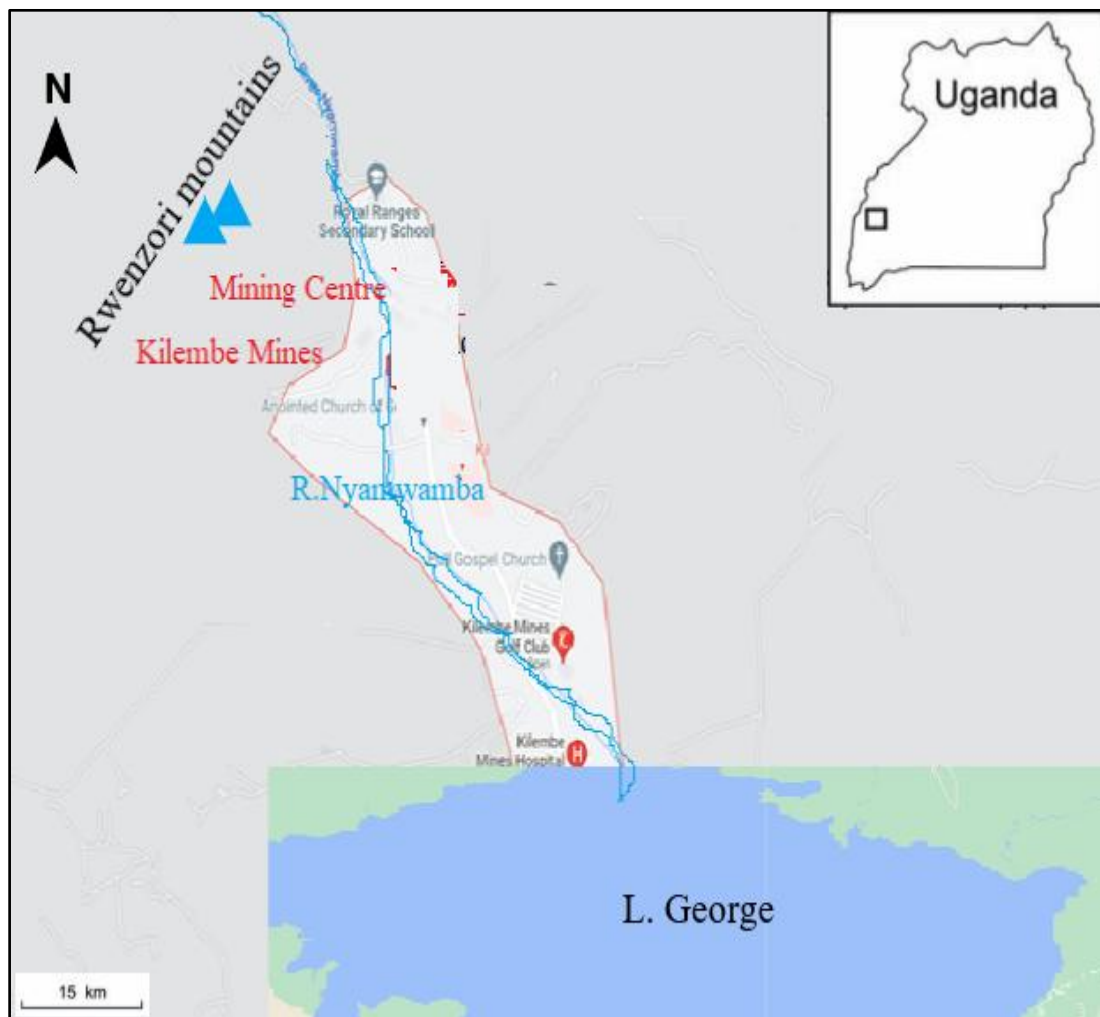 N
Rwenzori mountains
Uganda
Royal Ranges
Secondary School
Mining Centre
Kilembe Mines
Anointed Church of
R.Nyamwamba
Full Gospel Church
Kilembe Mines
Golf Club
Kilembe
Mines Hospital
L. George
15 km